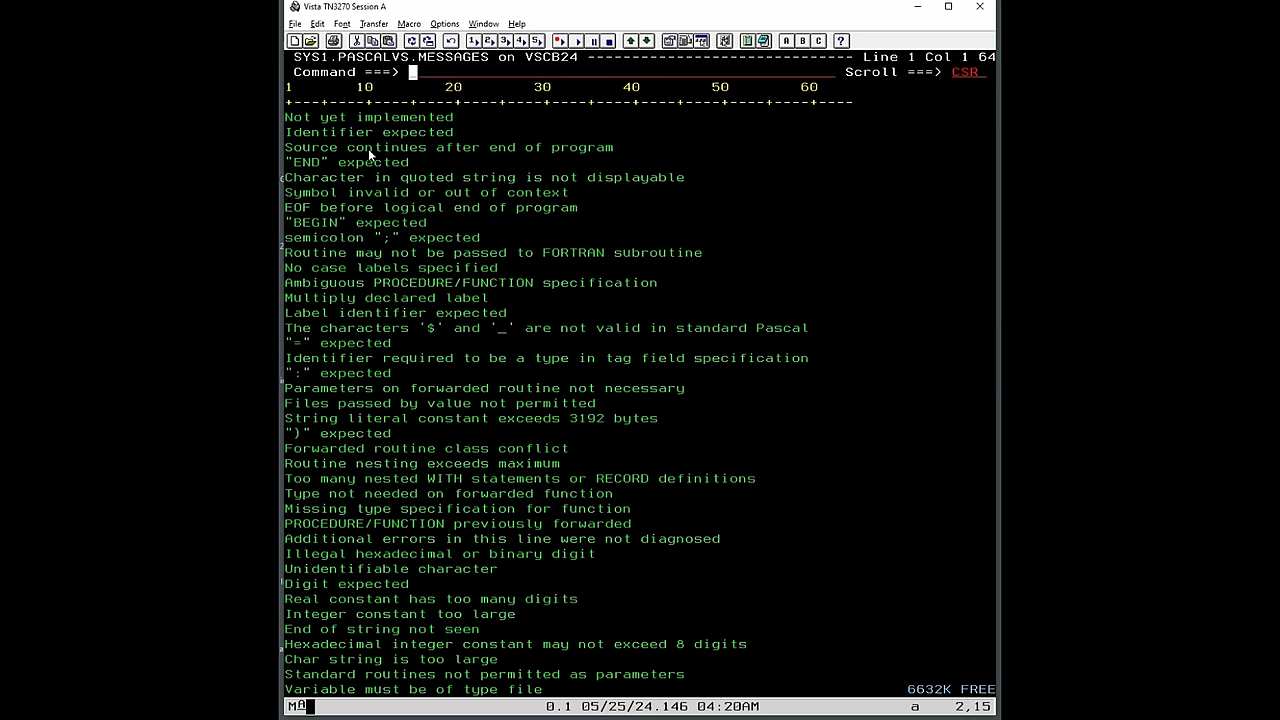 Vista TN3270 Session A
File Edit Font Transfer Macro Options Window Help
SYS1.PASCALVS.MESSAGES on VSCB24 ---------------------------- Line 1 Col 1 64
Command ===> Scroll ===> CSR
1 10 20 30 40 50 60
Not yet implemented
Identifier expected
Source continues after end of program
"END" expected
Character in quoted string is not displayable
Symbol invalid or out of context
EOF before logical end of program
"BEGIN" expected
semicolon ";" expected
Routine may not be passed to FORTRAN subroutine
No case labels specified
Ambiguous PROCEDURE/FUNCTION specification
Multiply declared label
Label identifier expected
The characters '$' and '_' are not valid in standard Pascal
"=" expected
Identifier required to be a type in tag field specification
":" expected
Parameters on forwarded routine not necessary
Files passed by value not permitted
String literal constant exceeds 3192 bytes
")" expected
Forwarded routine class conflict
Routine nesting exceeds maximum
Too many nested WITH statements or RECORD definitions
Type not needed on forwarded function
Missing type specification for function
PROCEDURE/FUNCTION previously forwarded
Additional errors in this line were not diagnosed
Illegal hexadecimal or binary digit
Unidentifiable character
Digit expected
Real constant has too many digits
Integer constant too large
End of string not seen
Hexadecimal integer constant may not exceed 8 digits
Char string is too large
Standard routines not permitted as parameters
Variable must be of type file 6632K FREE
MA 0.1 05/25/24.146 04:20AM a 2,15